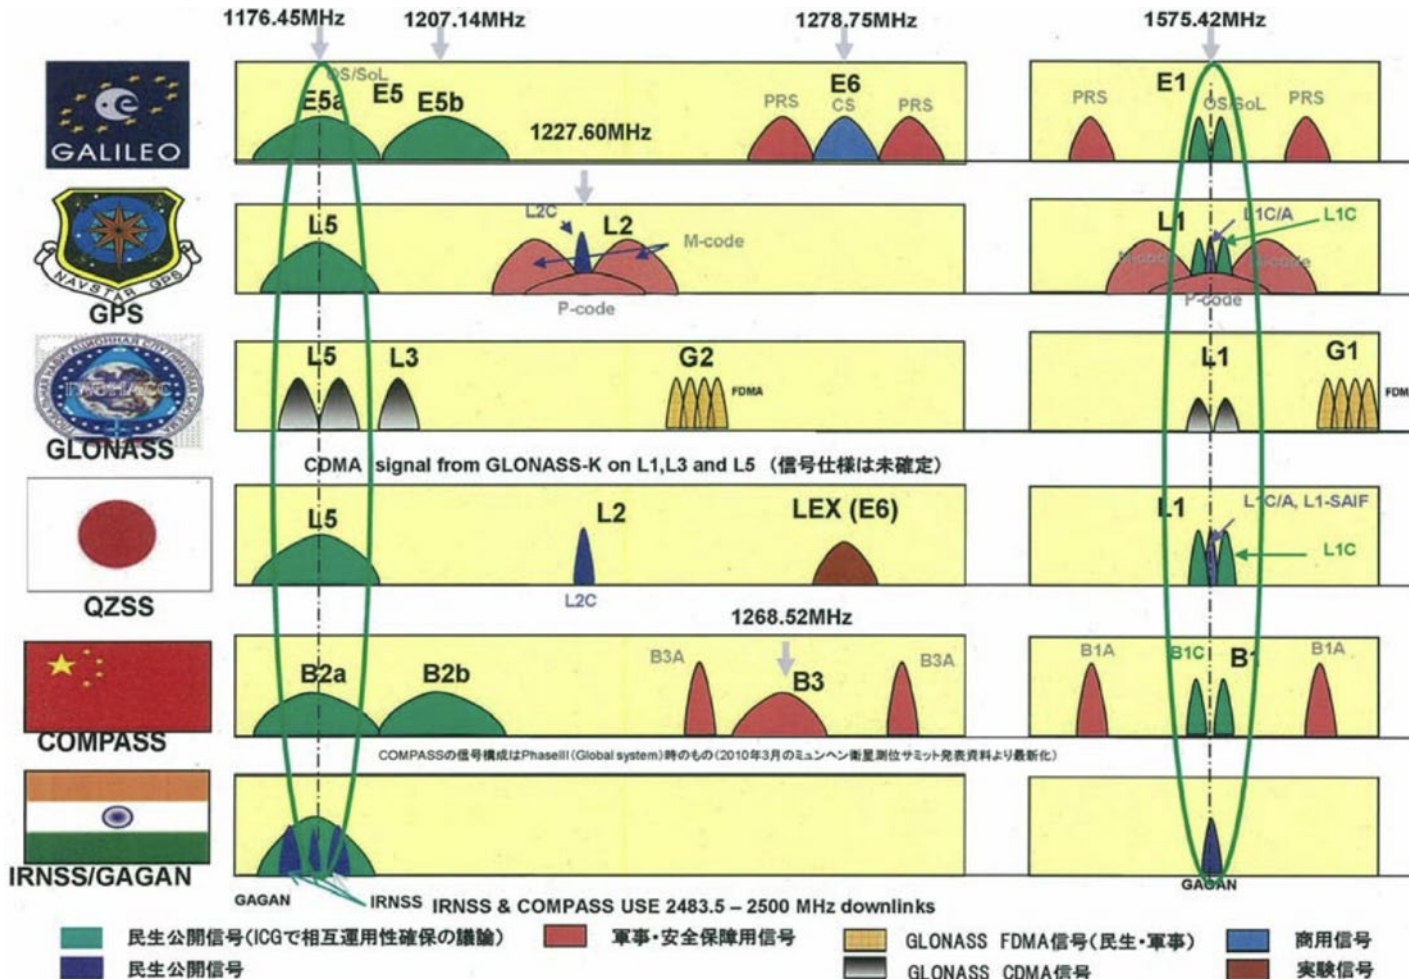 1176.45MHz 1207.14MHz 1278.75MHz 1575.42MHz
OS/SoL
E5a E5 E5b
PRS E6 PRS
CS
PRS E1 PRS
OS/SoL
1227.60MHz
GALILEO
L2C L2 M-code
L5
P-code
L1 L1C/A L1C
M-code M-code
P-code
NAVSTAR GPS
GPS
L5 L3 G2 FDMA
L1 G1 FDM
GLONASS
CDMA signal from GLONASS-K on L1,L3 and L5 (信号仕様は未確定)
L5 L2 LEX (E6)
L2C
L1 L1C/A, L1-SAIF
L1C
QZSS
1268.52MHz
B2a B2b B3A B3 B3A
B1A B1C B1 B1A
COMPASS
COMPASSの信号構成はPhaseIII(Global system)時のもの(2010年3月のミュンヘン衛星測位サミット発表資料より最新化)
IRNSS/GAGAN
GAGAN IRNSS
GAGAN
IRNSS & COMPASS USE 2483.5 – 2500 MHz downlinks
民生公開信号(ICGで相互運用性確保の議論) 軍事・安全保障用信号 GLONASS FDMA信号(民生・軍事) 商用信号
民生公開信号 GLONASS CDMA信号 実験信号